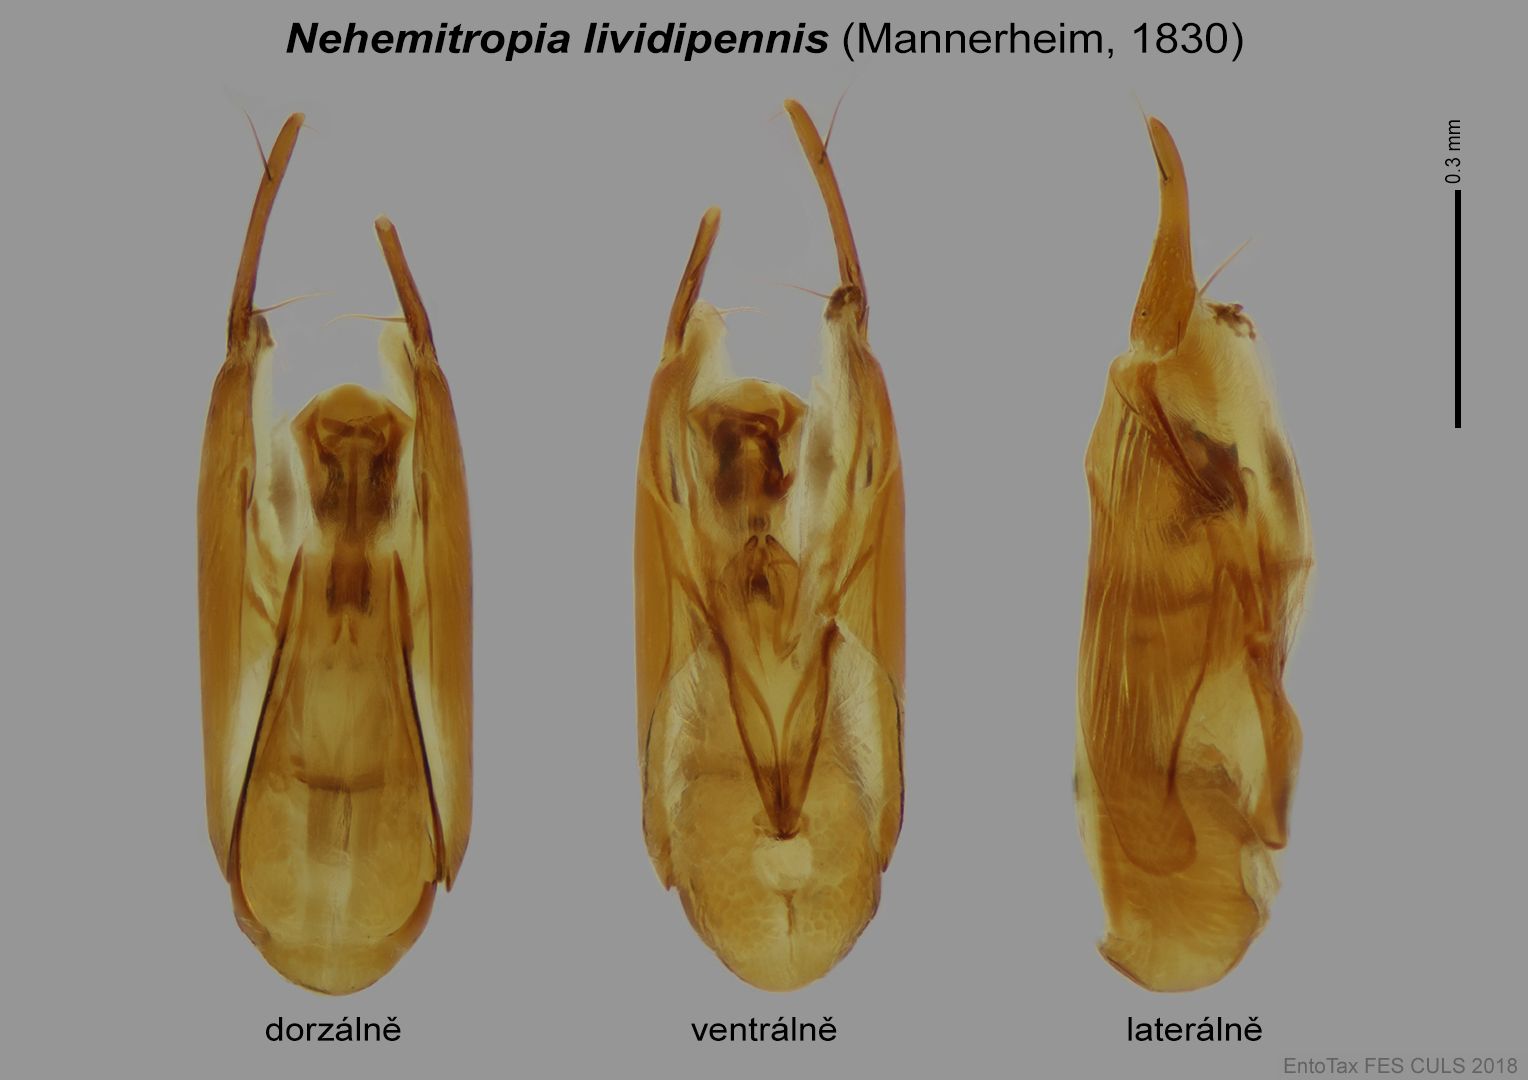 Nehemitropia lividipennis (Mannerheim, 1830)
0.3 mm
dorzálně
ventrálně
laterálně
EntoTax FES CULS 2018